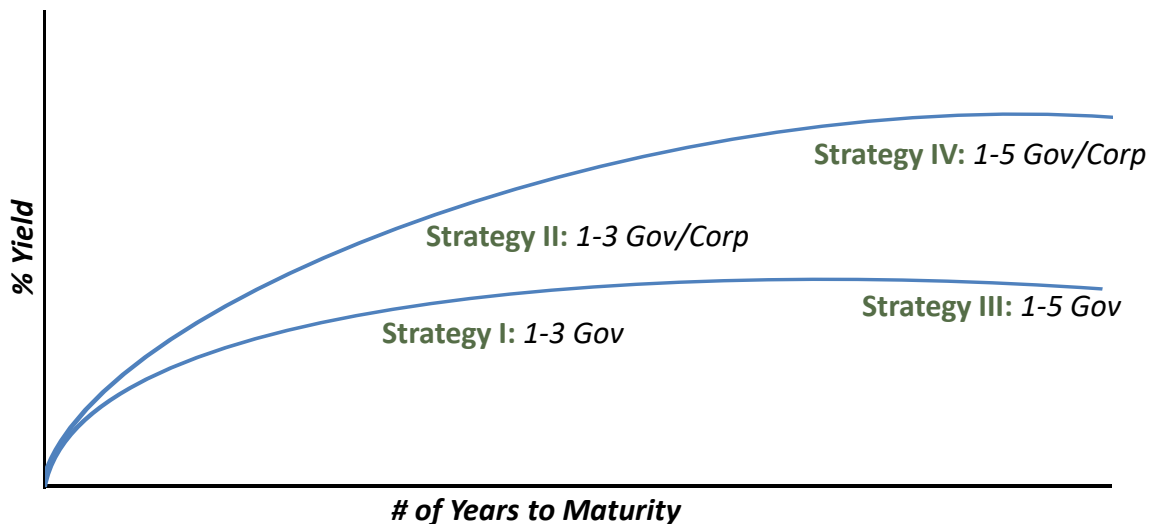 % Yield
Strategy IV: 1-5 Gov/Corp
Strategy II: 1-3 Gov/Corp
Strategy III: 1-5 Gov
Strategy I: 1-3 Gov
# of Years to Maturity